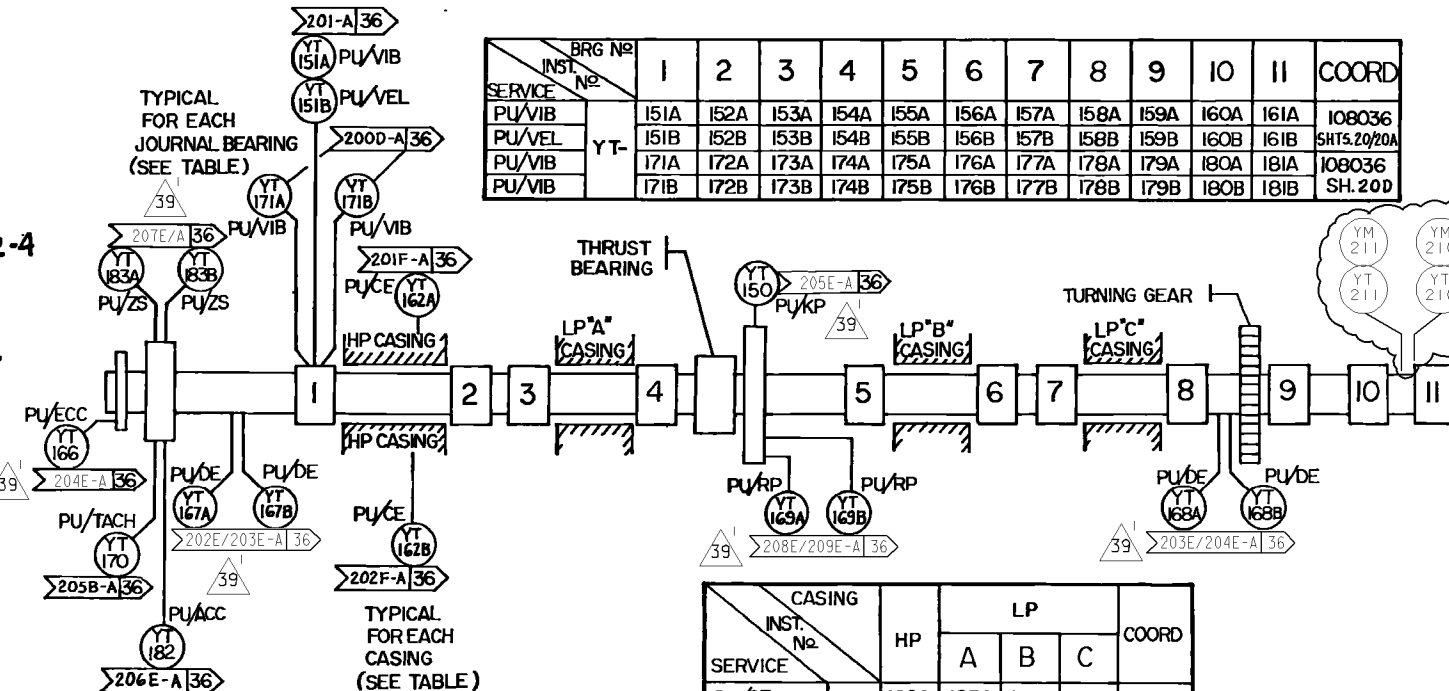 201-A 36
YT 151A PU/VIB
YT 151B PU/VEL
TYPICAL
FOR EACH
JOURNAL BEARING
(SEE TABLE)
200D-A 36
39
207E/A 36
YT 171A
PU/VIB
YT 171B
PU/VIB
YT 183A
PU/ZS
YT 183B
PU/ZS
201F-A 36
PU/CE YT 162A
2-4
BRG Nº
INST. Nº
SERVICE
1 2 3 4 5 6 7 8 9 10 11 COORD
PU/VIB YT- 151A 152A 153A 154A 155A 156A 157A 158A 159A 160A 161A 108036
PU/VEL 151B 152B 153B 154B 155B 156B 157B 158B 159B 160B 161B SHTS.20/20A
PU/VIB 171A 172A 173A 174A 175A 176A 177A 178A 179A 180A 181A 108036
PU/VIB 171B 172B 173B 174B 175B 176B 177B 178B 179B 180B 181B SH.20D
THRUST
BEARING
YT 150
PU/KP
205E-A 36
39
TURNING GEAR
YM 211
YT 211
HP CASING
LP "A"
CASING
LP "B"
CASING
LP "C"
CASING
1 2 3 4 5 6 7 8 9 10 11
HP CASING
PU/ECC
YT 166
39
204E-A 36
PU/TACH
YT 170
205B-A 36
PU/DE
YT 167A
PU/DE
YT 167B
202E/203E-A 36
39
PU/ACC
YT 182
206E-A 36
PU/CE
YT 162B
202F-A 36
TYPICAL
FOR EACH
CASING
(SEE TABLE)
PU/RP
YT 169A
PU/RP
YT 169B
39
208E/209E-A 36
PU/DE
YT 168A
PU/DE
YT 168B
39
203E/204E-A 36
CASING
INST. Nº
SERVICE
HP
LP
A B C
COORD